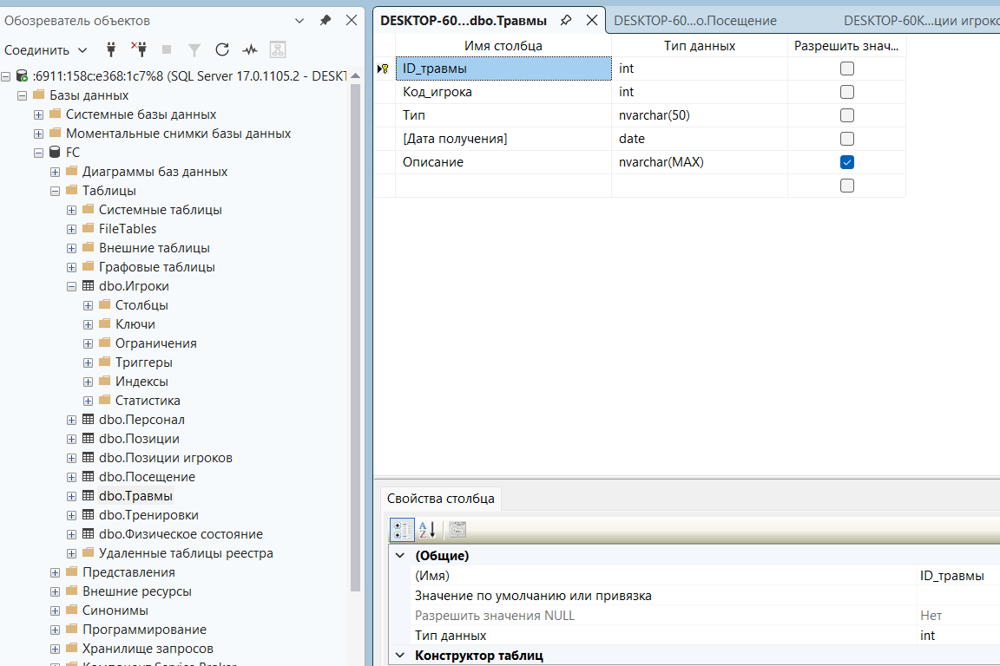 Обозреватель объектов
Соединить
:6911:158c:e368:1c7%8 (SQL Server 17.0.1105.2 - DESKT
Базы данных
Системные базы данных
Моментальные снимки базы данных
FC
Диаграммы баз данных
Таблицы
Системные таблицы
FileTables
Внешние таблицы
Графовые таблицы
dbo.Игроки
Столбцы
Ключи
Ограничения
Триггеры
Индексы
Статистика
dbo.Персонал
dbo.Позиции
dbo.Позиции игроков
dbo.Посещение
dbo.Травмы
dbo.Тренировки
dbo.Физическое состояние
Удаленные таблицы реестра
Представления
Внешние ресурсы
Синонимы
Программирование
Хранилище запросов
Компонент Service Broker
DESKTOP-60...dbo.Травмы DESKTOP-60...о.Посещение DESKTOP-60K...ции игроко
Имя столбца Тип данных Разрешить знач...
ID_травмы int
Код_игрока int
Тип nvarchar(50)
[Дата получения] date
Описание nvarchar(MAX)
Свойства столбца
(Общие)
(Имя) ID_травмы
Значение по умолчанию или привязка
Разрешить значения NULL Нет
Тип данных int
Конструктор таблиц